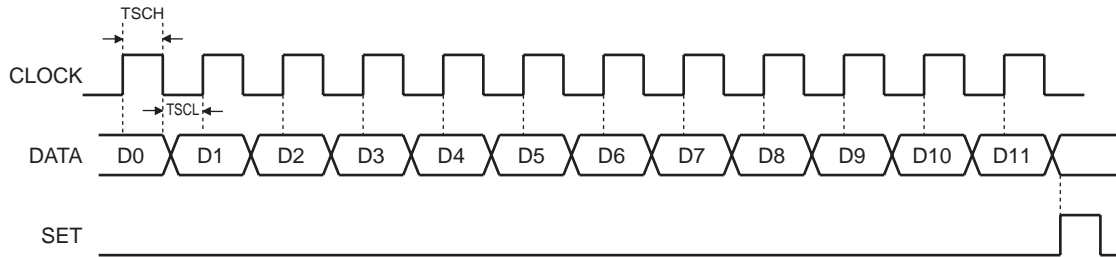 TSCH
CLOCK
TSCL
DATA D0 D1 D2 D3 D4 D5 D6 D7 D8 D9 D10 D11
SET